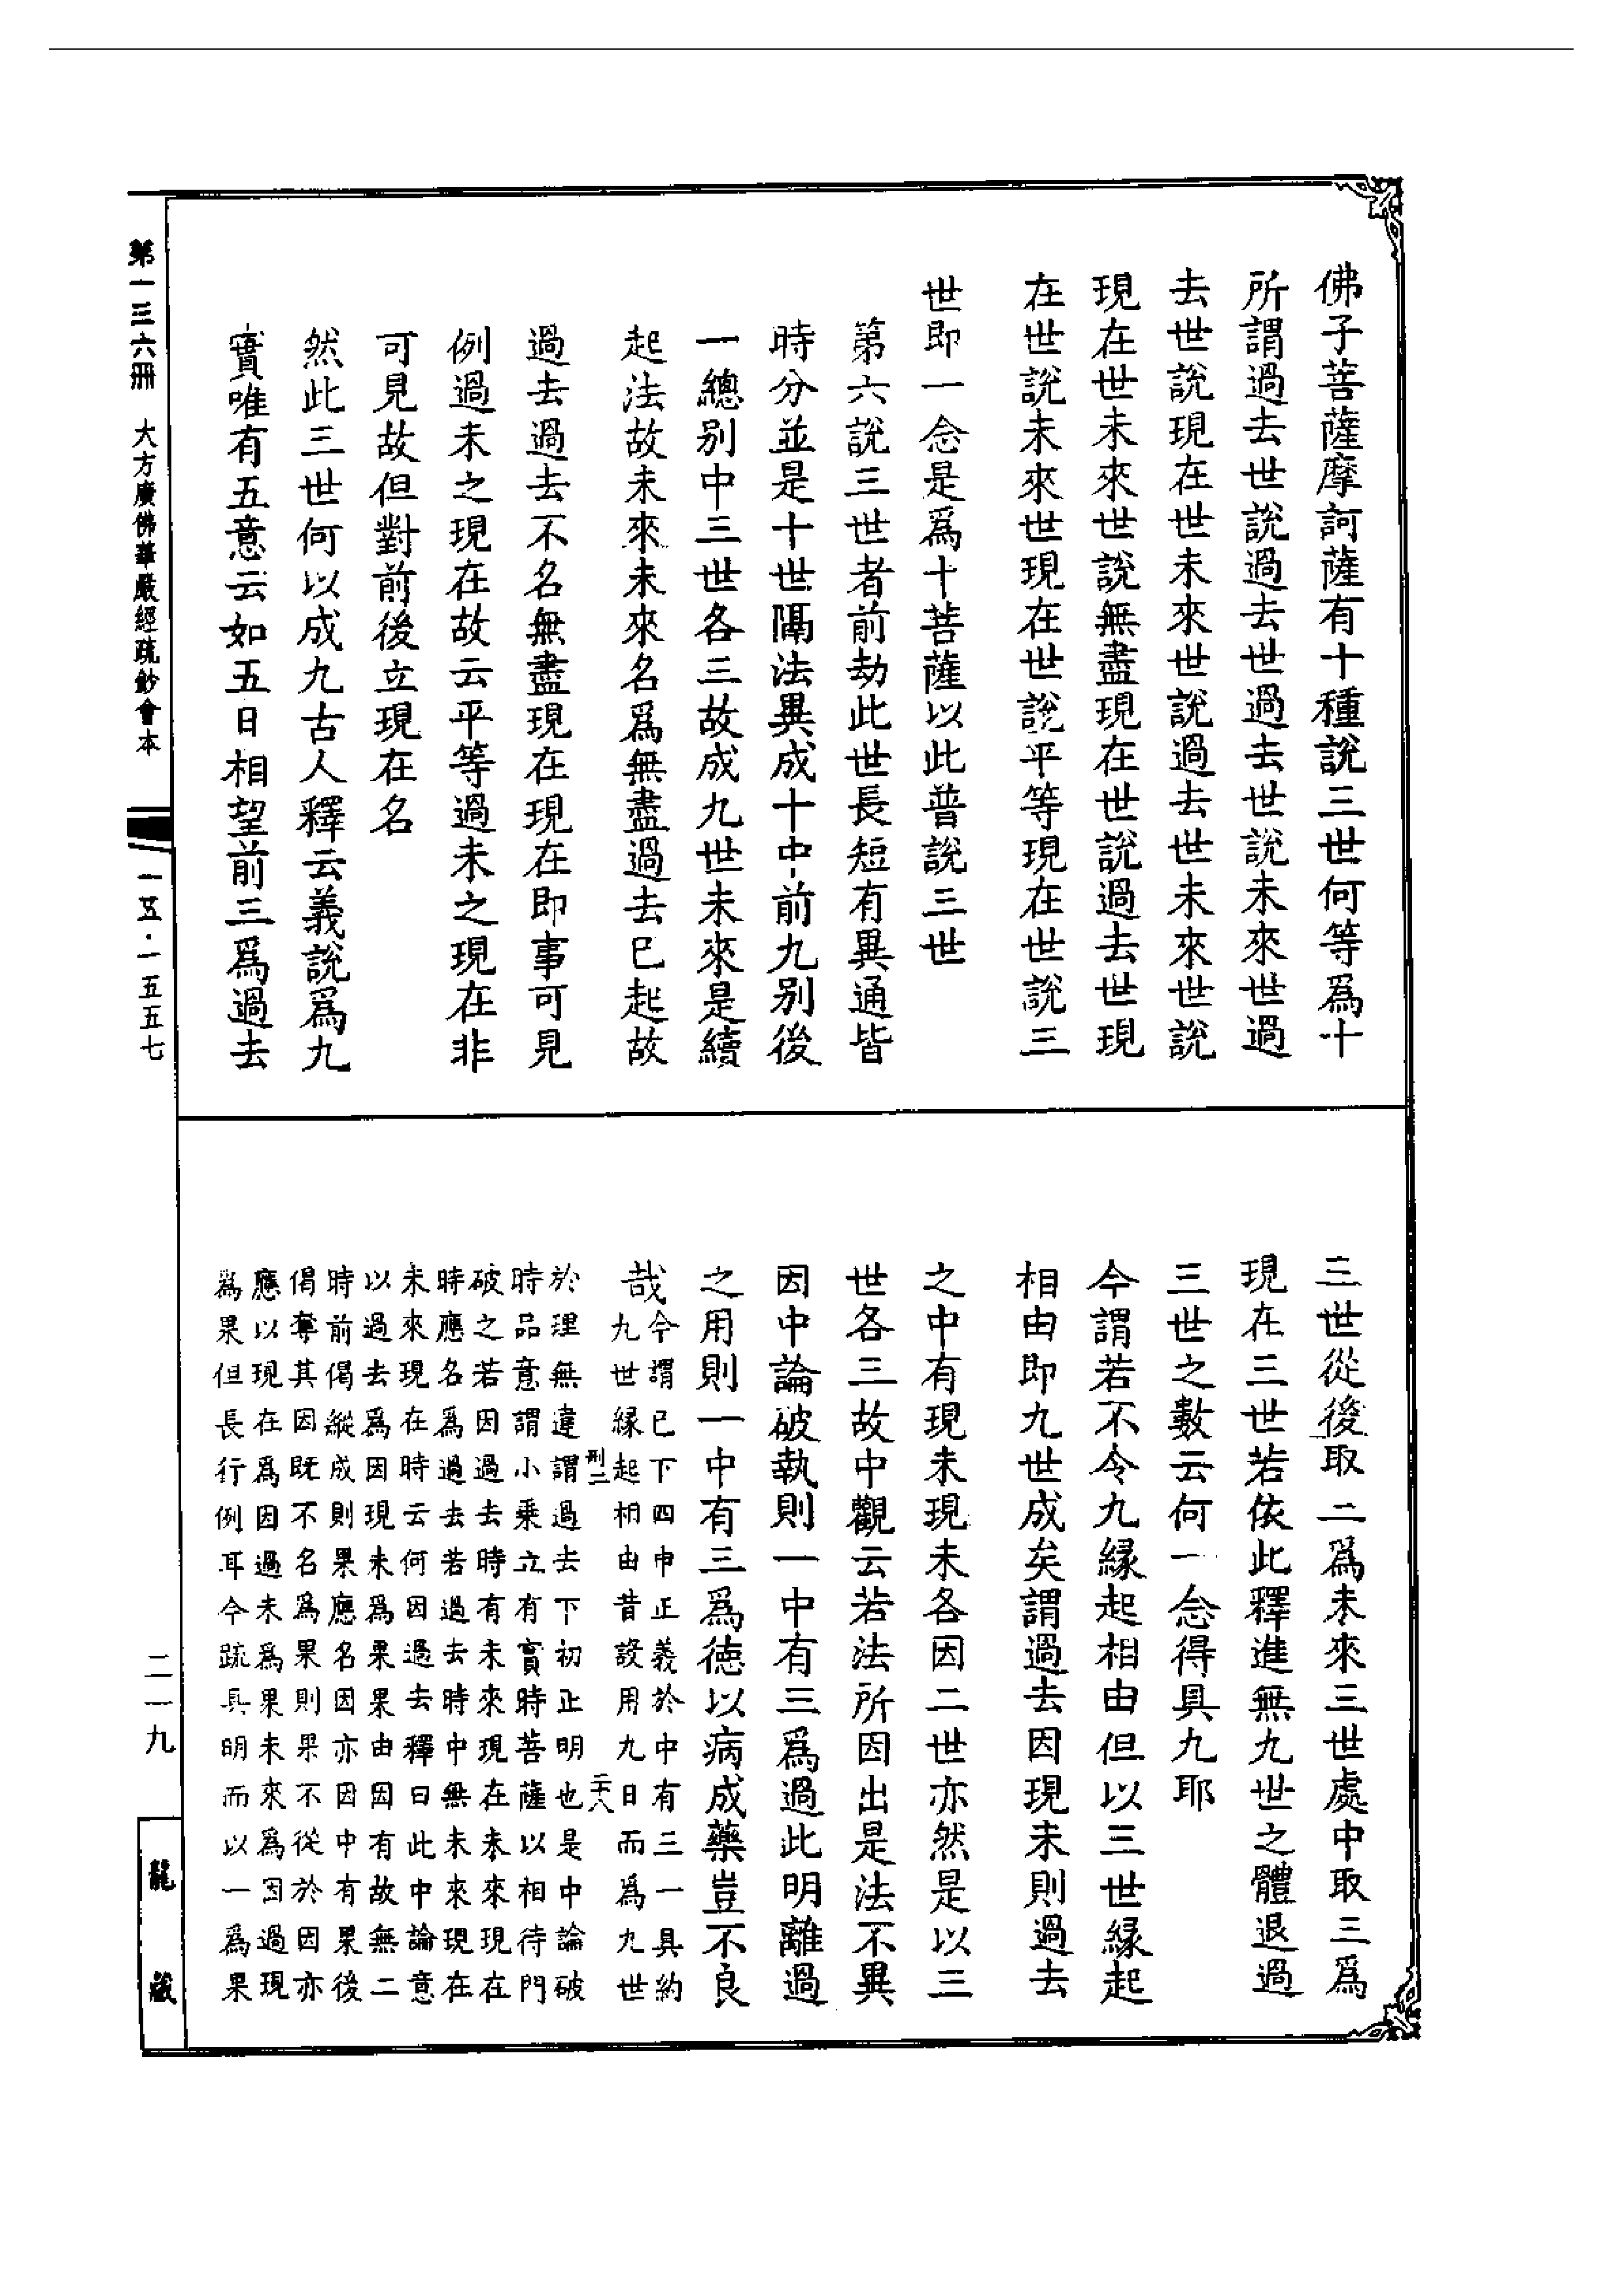 佛子菩薩摩訶薩有十種說三世何等爲十
所謂過去世說過去世過去世說未來世過
去世說現在世未來世說過去世未來世說
現在世未來世說無盡現在世說過去世現
在世說未來世現在世說平等現在世說三
世即一念是爲十菩薩以此普說三世
第六說三世者前劫此世長短有異通皆
時分並是十世隔法異成十中前九別後
一總別中三世各三故成九世未來是續
起法故未來未來名爲無盡過去已起故
過去過去不名無盡現在現在即事可見
例過未之現在故云平等過未之現在非
可見故但對前後立現在名
然此三世何以成九古人釋云義說爲九
實唯有五意云如五日相望前三爲過去
三世從後取二爲未來三世處中取三爲
現在三世若依此釋進無九世之體退過
三世之數云何一念得具九耶
今謂若不令九緣起相由但以三世緣起
相由即九世成矣謂過去因現未則過去
之中有現未現未各因二世亦然是以三
世各三故中觀云若法所因出是法不異
因中論破執則一中有三爲過此明離過
之用則一中有三爲德以病成藥豈不良
哉
今謂已下四申正義於中有三一具約
九世緣起相由昔設用九日而爲九世
刑二
二十八
於理無違謂過去下初正明也是中論破
時品意謂小乘立有實時菩薩以相待門
破之若因過去時有未來現在未來現在
時應名爲過去若過去時中無未來現在
未來現在時云何因過去釋曰此中論意
以過去爲因現未爲果果由因有故無二
時前偈縱成則果應名因亦因中有果後
偈奪其因既不名爲果則果不從於因亦
應以現在爲因過未爲果未來爲因過現
爲果但長行例耳今疏具明而以一爲果
第一三六冊
大方廣佛華嚴經疏鈔會本
一五·一五五七
二一九
龍藏